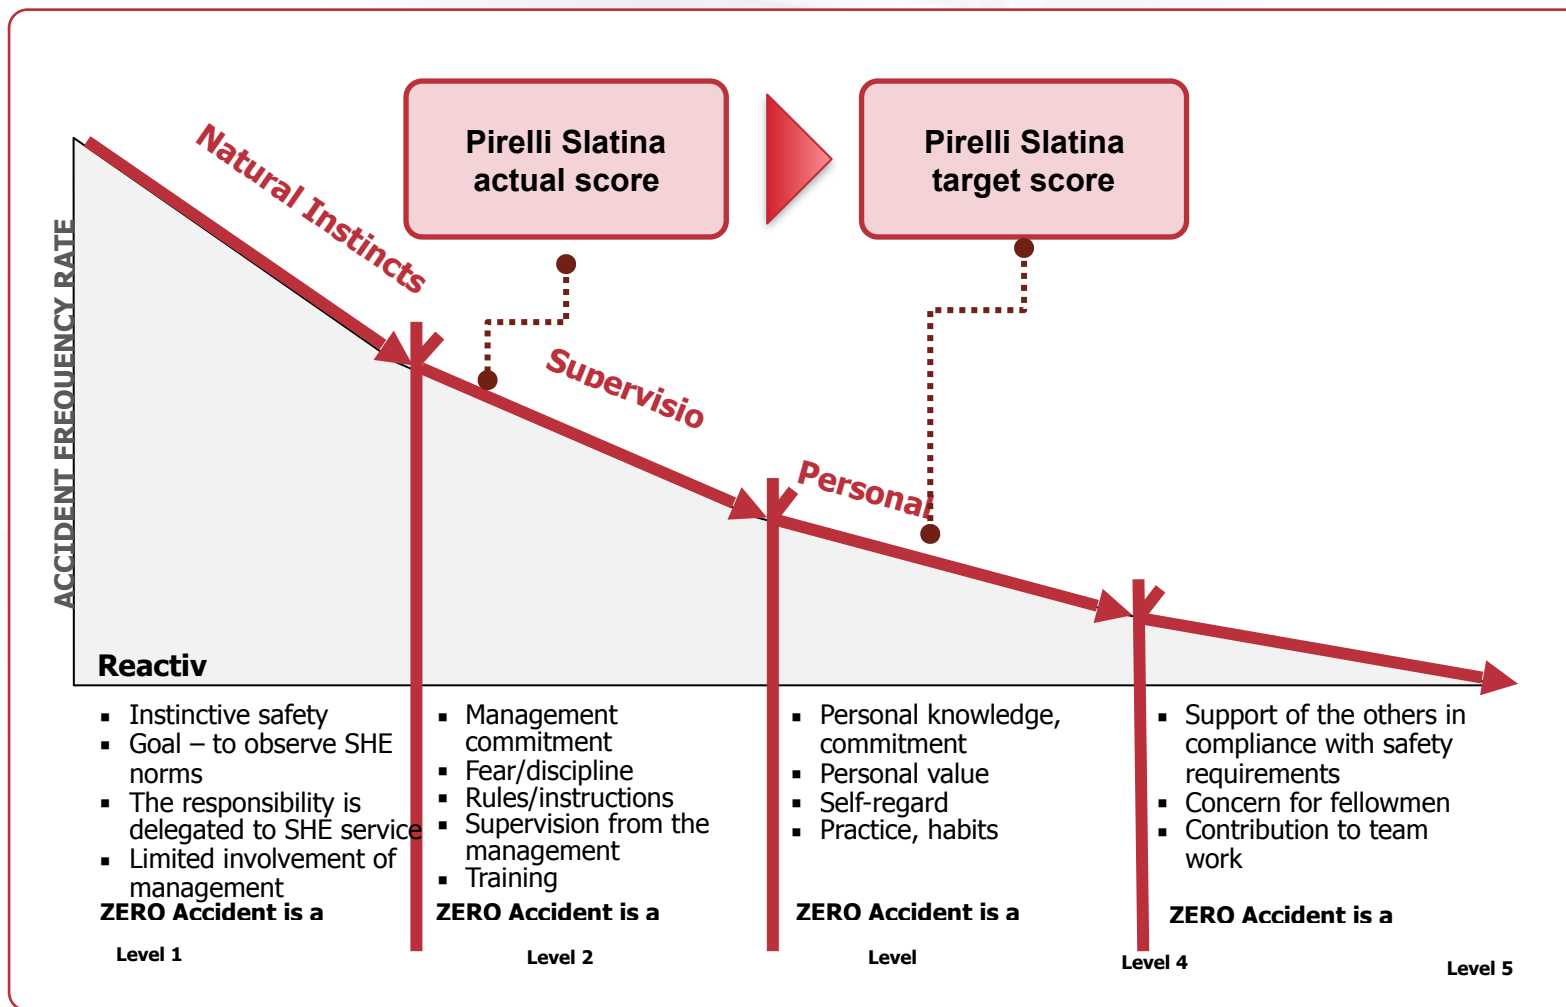 Pirelli Slatina
actual score
Pirelli Slatina
target score
Natural Instincts
Supervisio
Personal
ACCIDENT FREQUENCY RATE
Reactiv
▪ Instinctive safety
▪ Goal – to observe SHE
norms
▪ The responsibility is
delegated to SHE service
▪ Limited involvement of
management
ZERO Accident is a
Level 1
▪ Management
commitment
▪ Fear/discipline
▪ Rules/instructions
▪ Supervision from the
management
▪ Training
ZERO Accident is a
Level 2
▪ Personal knowledge,
commitment
▪ Personal value
▪ Self-regard
▪ Practice, habits
ZERO Accident is a
Level
▪ Support of the others in
compliance with safety
requirements
▪ Concern for fellowmen
▪ Contribution to team
work
ZERO Accident is a
Level 4
Level 5